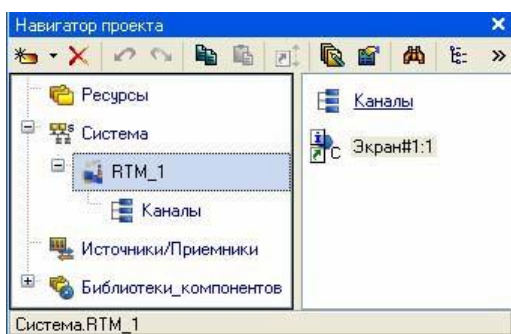 Навигатор проекта
Ресурсы
Система
RTM_1
Каналы
Источники/Приемники
Библиотеки_компонентов
Каналы
C Экран#1:1
Система.RTM_1